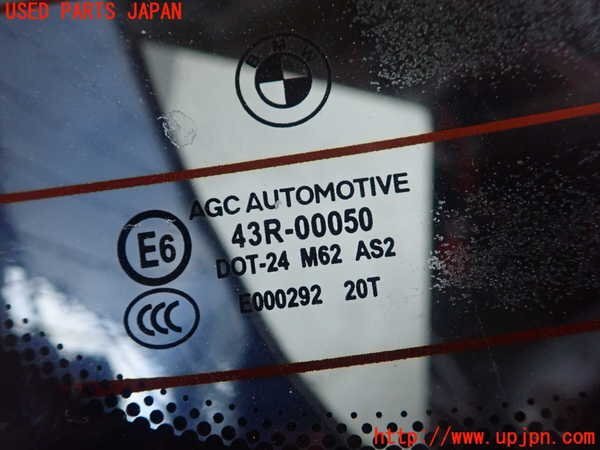 USED PARTS JAPAN
BMW
AGC AUTOMOTIVE
43R-00050
E6
DOT-24 M62 AS2
E000292 20T
CCC
http://www.upjpn.com/